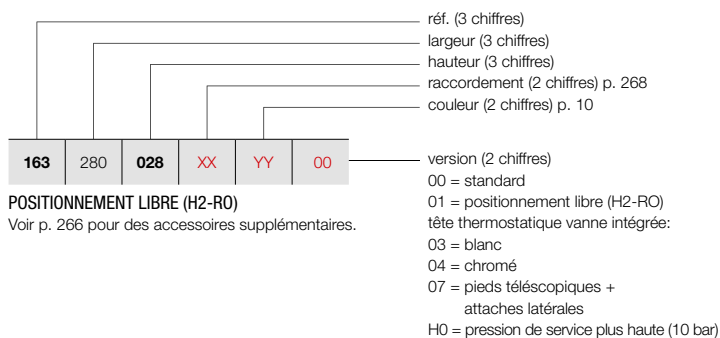 réf. (3 chiffres)
largeur (3 chiffres)
hauteur (3 chiffres)
raccordement (2 chiffres) p. 268
couleur (2 chiffres) p. 10
163 280 028 XX YY 00
version (2 chiffres)
00 = standard
01 = positionnement libre (H2-RO)
tête thermostatique vanne intégrée:
03 = blanc
04 = chromé
07 = pieds téléscopiques +
attaches latérales
H0 = pression de service plus haute (10 bar)
POSITIONNEMENT LIBRE (H2-RO)
Voir p. 266 pour des accessoires supplémentaires.